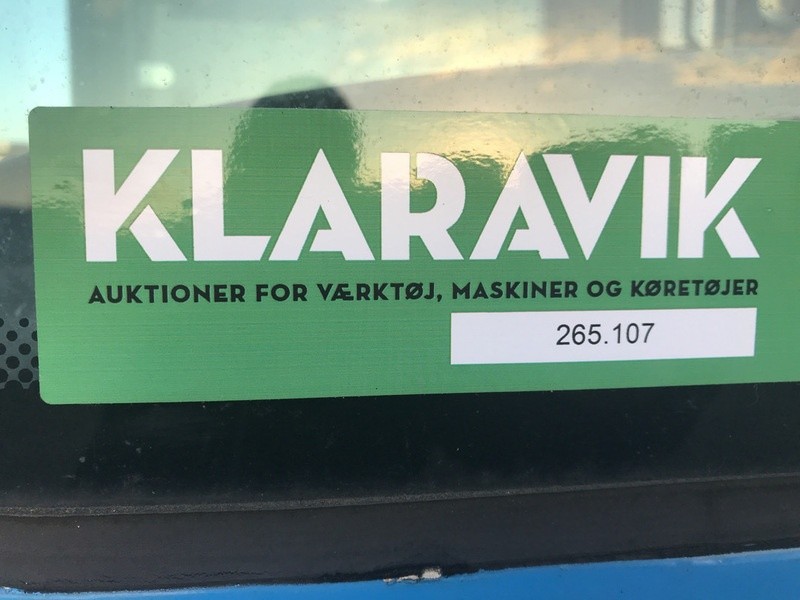 KLARAVIK
AUKTIONER FOR VÆRKTØJ, MASKINER OG KØRETØJER
265.107